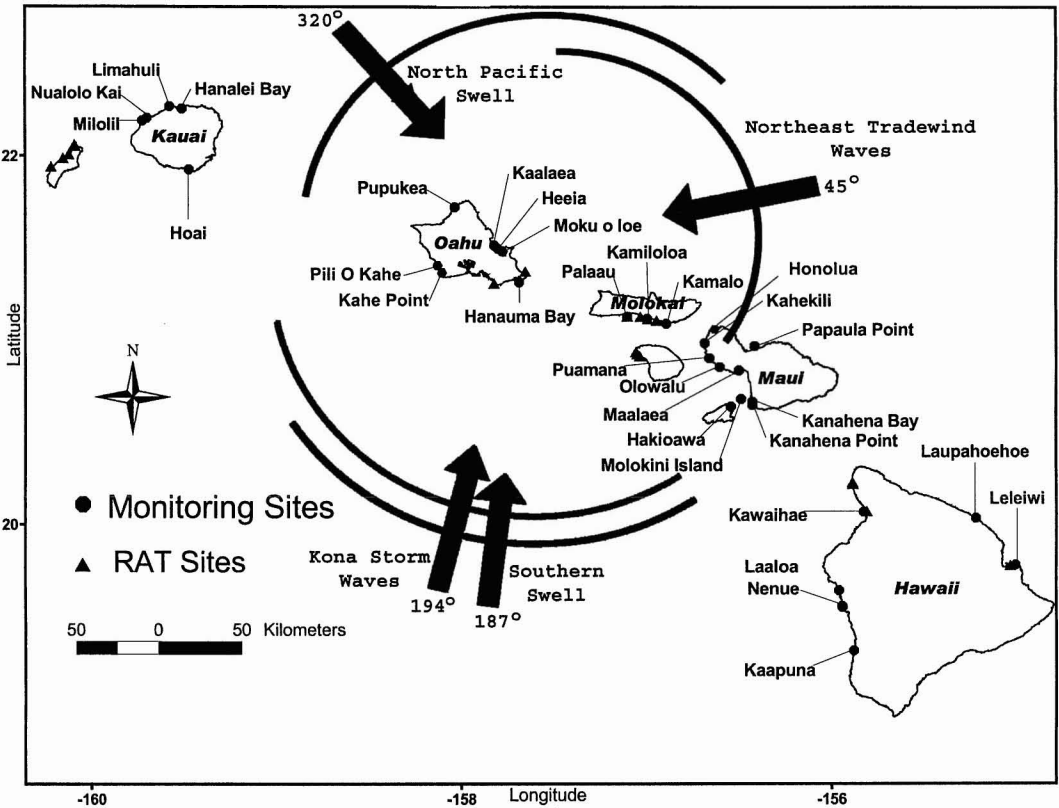 320°
North Pacific
Swell
Northeast Tradewind
Waves
45°
Limahuli
Hanalei Bay
Nualolo Kai
Milolil
Kauai
Hoai
22
Latitude
20
Pupukea
Kaalaea
Heeia
Moku o loe
Oahu
Pili O Kahe
Kahe Point
Hanauma Bay
Kamiloloa
Palaau
Kamalo
Molokai
Honolua
Kahekili
Papaula Point
Puamana
Olowalu
Maui
Maalaea
Kanahena Bay
Hakioawa
Kanahena Point
Molokini Island
Laupahoehoe
Leleiwi
Kawaihae
Laaloa
Nenue
Hawaii
Kaapuna
N
Monitoring Sites
RAT Sites
Kona Storm
Waves
194°
Southern
Swell
187°
50 0 50 Kilometers
-160 -158 -156
Longitude